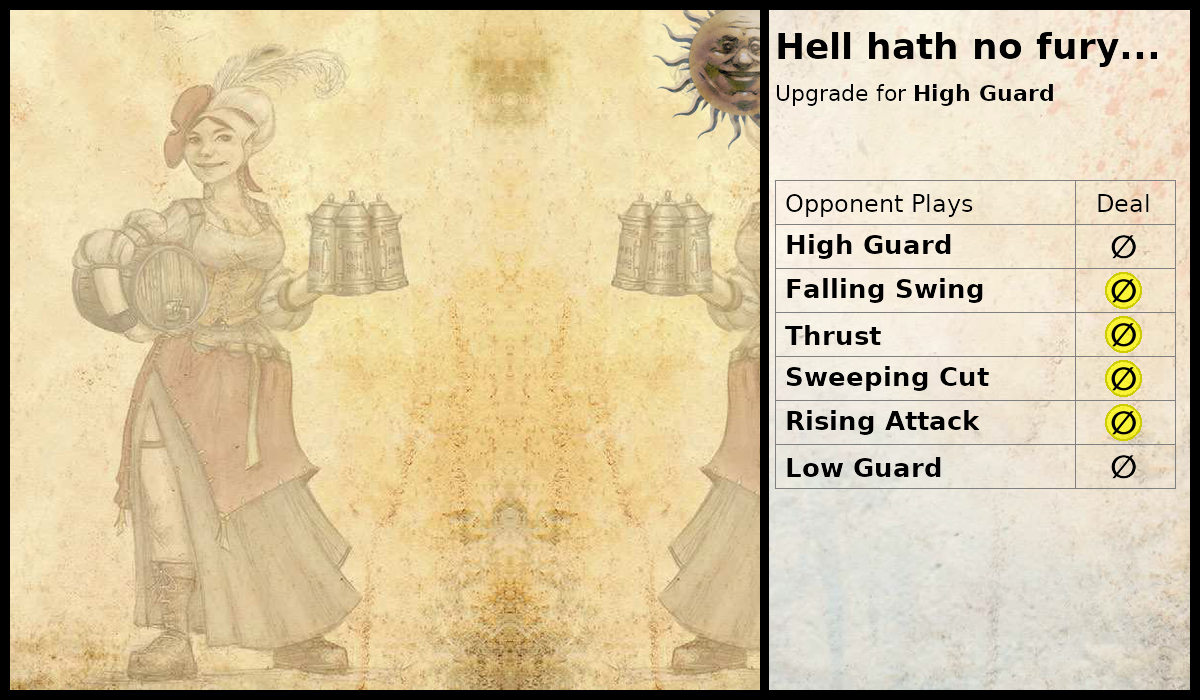 Hell hath no fury...
Upgrade for High Guard
Opponent Plays Deal
High Guard ∅
Falling Swing ∅
Thrust ∅
Sweeping Cut ∅
Rising Attack ∅
Low Guard ∅